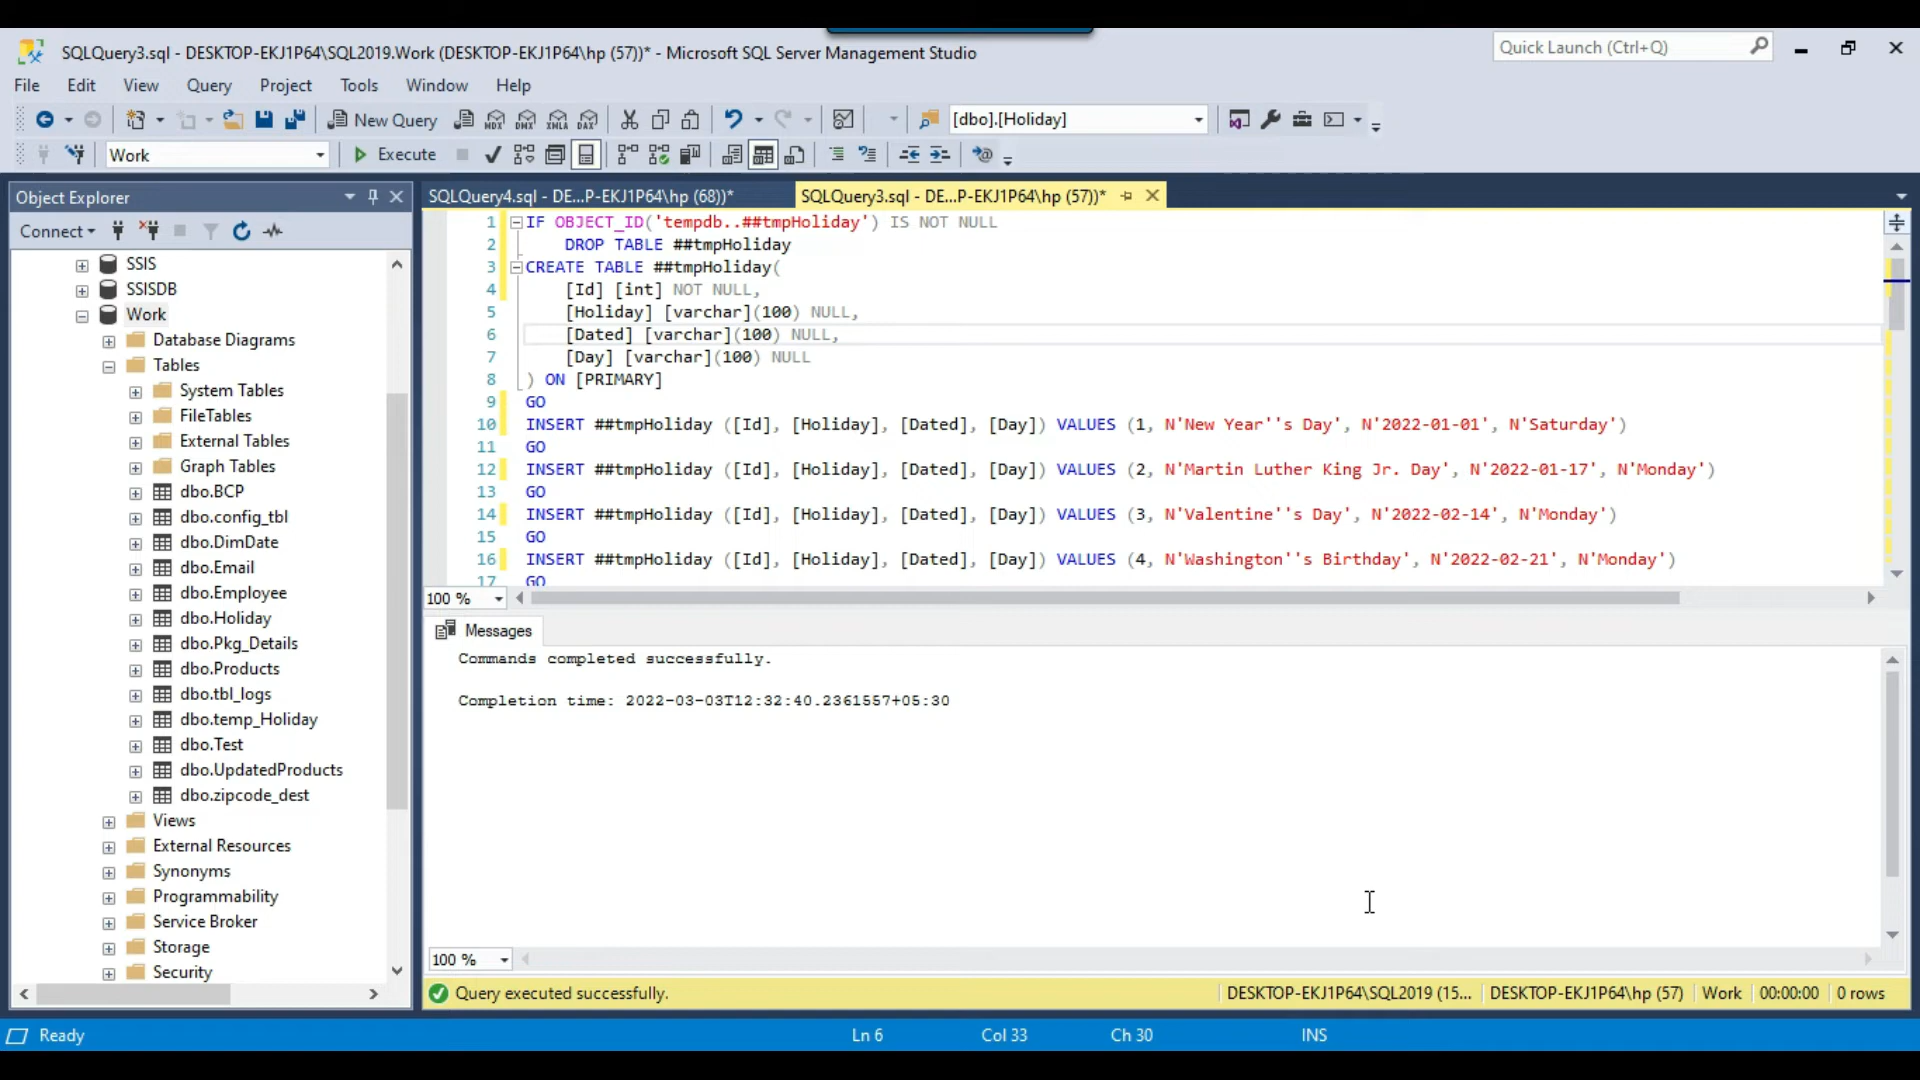 SQLQuery3.sql - DESKTOP-EKJ1P64\SQL2019.Work (DESKTOP-EKJ1P64\hp (57))* - Microsoft SQL Server Management Studio
Quick Launch (Ctrl+Q)
File Edit View Query Project Tools Window Help
New Query
MDX DMX XMLA DAX
[dbo].[Holiday]
Work
Execute
Object Explorer
SQLQuery4.sql - DE...P-EKJ1P64\hp (68))*
SQLQuery3.sql - DE...P-EKJ1P64\hp (57))*
Connect
SSIS
SSISDB
Work
Database Diagrams
Tables
System Tables
FileTables
External Tables
Graph Tables
dbo.BCP
dbo.config_tbl
dbo.DimDate
dbo.Email
dbo.Employee
dbo.Holiday
dbo.Pkg_Details
dbo.Products
dbo.tbl_logs
dbo.temp_Holiday
dbo.Test
dbo.UpdatedProducts
dbo.zipcode_dest
Views
External Resources
Synonyms
Programmability
Service Broker
Storage
Security
1 IF OBJECT_ID('tempdb..##tmpHoliday') IS NOT NULL
2 DROP TABLE ##tmpHoliday
3 CREATE TABLE ##tmpHoliday(
4 [Id] [int] NOT NULL,
5 [Holiday] [varchar](100) NULL,
6 [Dated] [varchar](100) NULL,
7 [Day] [varchar](100) NULL
8 ) ON [PRIMARY]
9 GO
10 INSERT ##tmpHoliday ([Id], [Holiday], [Dated], [Day]) VALUES (1, N'New Year''s Day', N'2022-01-01', N'Saturday')
11 GO
12 INSERT ##tmpHoliday ([Id], [Holiday], [Dated], [Day]) VALUES (2, N'Martin Luther King Jr. Day', N'2022-01-17', N'Monday')
13 GO
14 INSERT ##tmpHoliday ([Id], [Holiday], [Dated], [Day]) VALUES (3, N'Valentine''s Day', N'2022-02-14', N'Monday')
15 GO
16 INSERT ##tmpHoliday ([Id], [Holiday], [Dated], [Day]) VALUES (4, N'Washington''s Birthday', N'2022-02-21', N'Monday')
17 GO
100 %
Messages
Commands completed successfully.
Completion time: 2022-03-03T12:32:40.2361557+05:30
100 %
Query executed successfully.
DESKTOP-EKJ1P64\SQL2019 (15... DESKTOP-EKJ1P64\hp (57) Work 00:00:00 0 rows
Ready
Ln 6
Col 33
Ch 30
INS